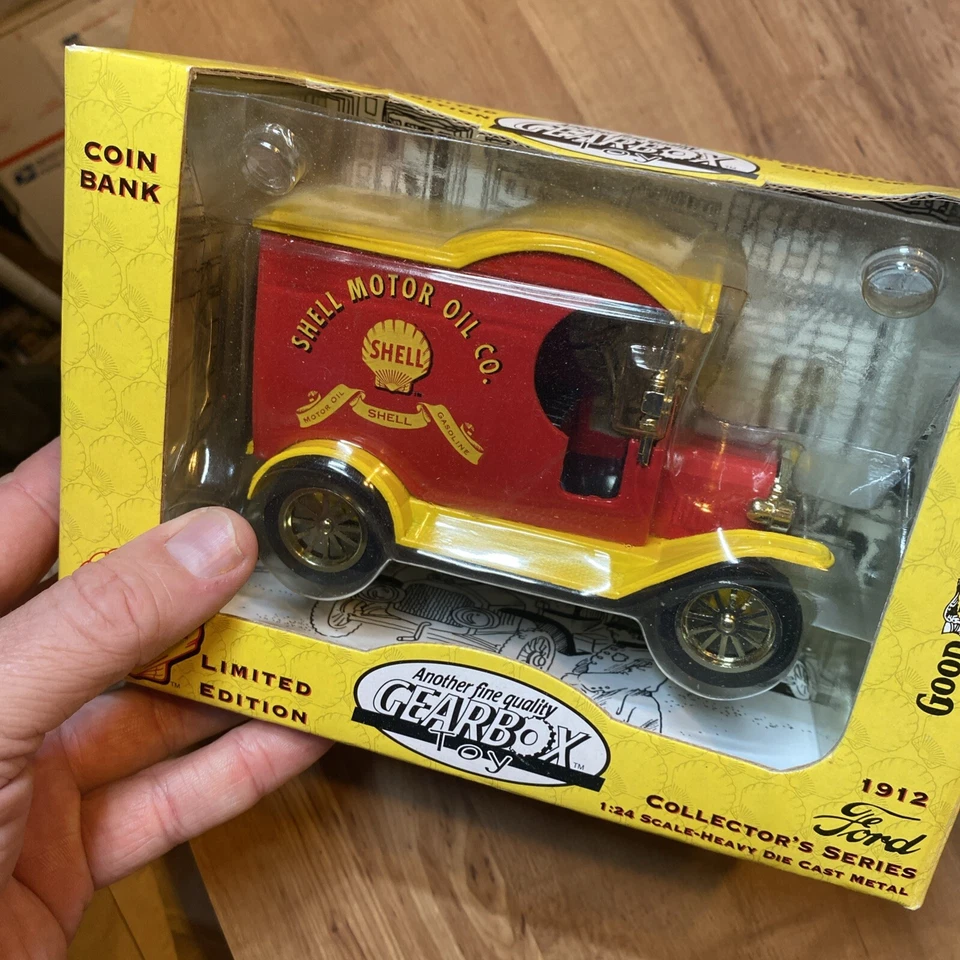 COIN
BANK
GEARBOX
SHELL MOTOR OIL CO.
SHELL
MOTOR OIL
SHELL
GASOLINE
LIMITED
EDITION
Another fine quality
GEARBOX
Toy
TM
GOOD
1912
Ford
COLLECTOR'S SERIES
1:24 SCALE-HEAVY DIE CAST METAL